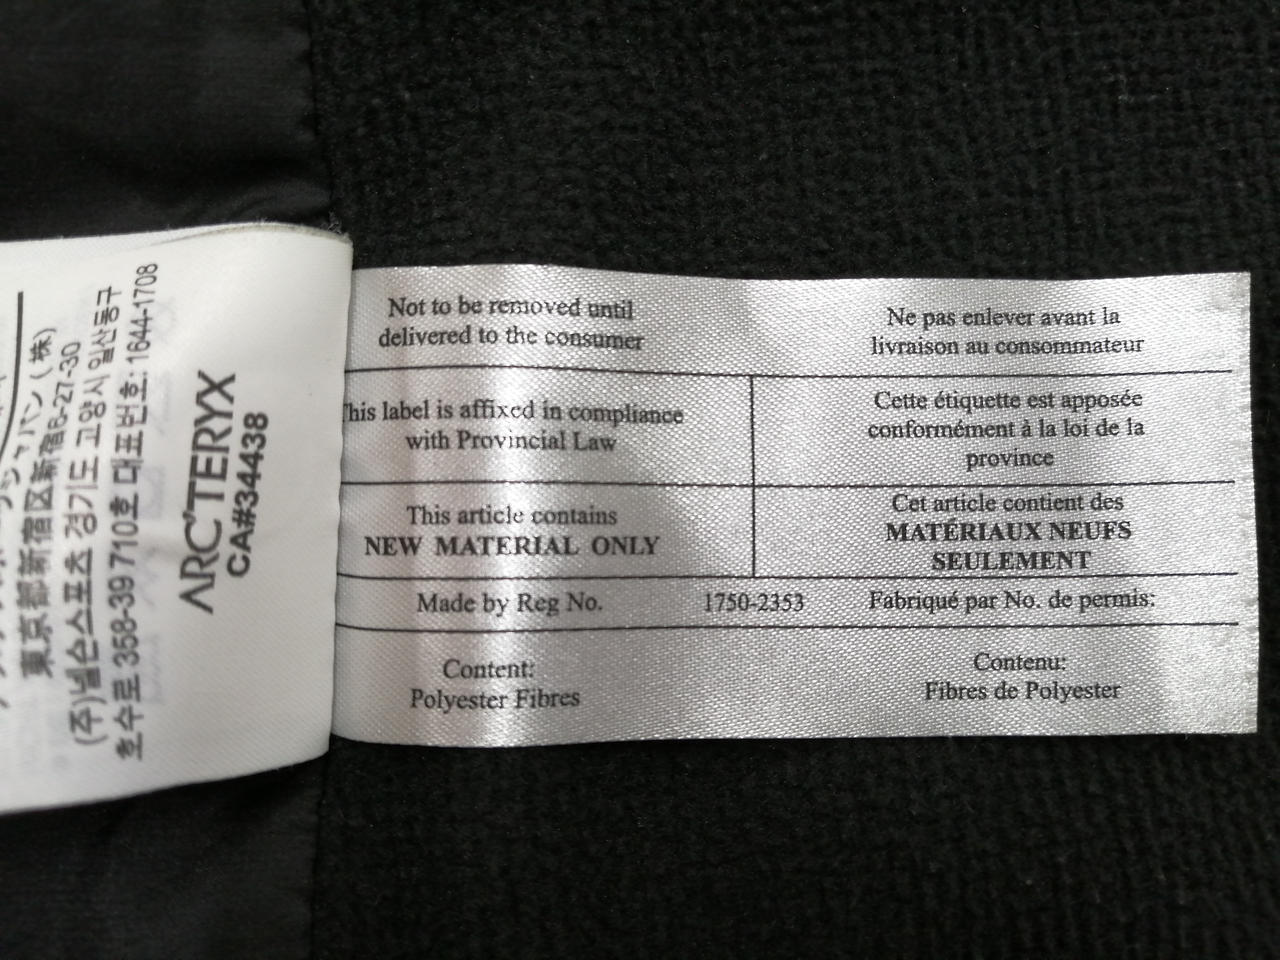 ジャパン(株)
東京都新宿区新宿6-27-30
(주)넬슨스포츠 경기도 고양시 일산동구
호수로 358-39 710호 대표번호: 1644-1708
ARC'TERYX
CA#34438
Not to be removed until
delivered to the consumer
Ne pas enlever avant la
livraison au consommateur
This label is affixed in compliance
with Provincial Law
Cette étiquette est apposée
conformément à la loi de la
province
This article contains
NEW MATERIAL ONLY
Cet article contient des
MATÉRIAUX NEUFS
SEULEMENT
Made by Reg No. 1750-2353 Fabriqué par No. de permis:
Content:
Polyester Fibres
Contenu:
Fibres de Polyester